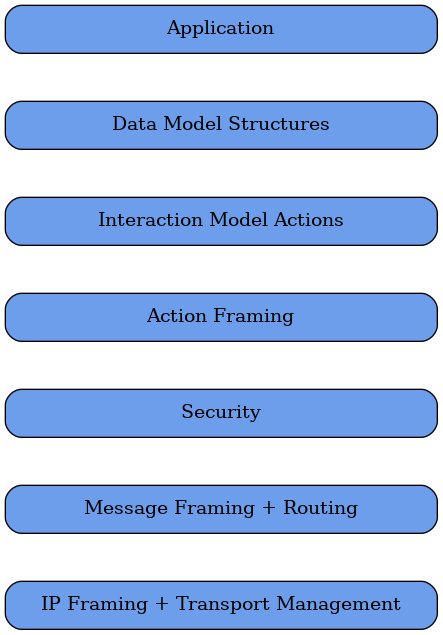 Application
Data Model Structures
Interaction Model Actions
Action Framing
Security
Message Framing + Routing
IP Framing + Transport Management